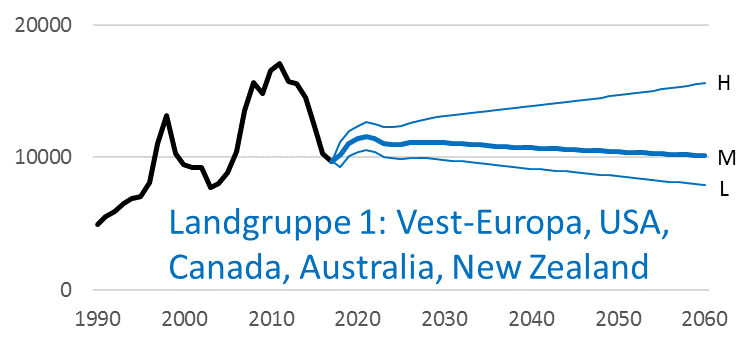 20000
H
10000
M
L
Landgruppe 1: Vest-Europa, USA,
Canada, Australia, New Zealand
0
1990 2000 2010 2020 2030 2040 2050 2060